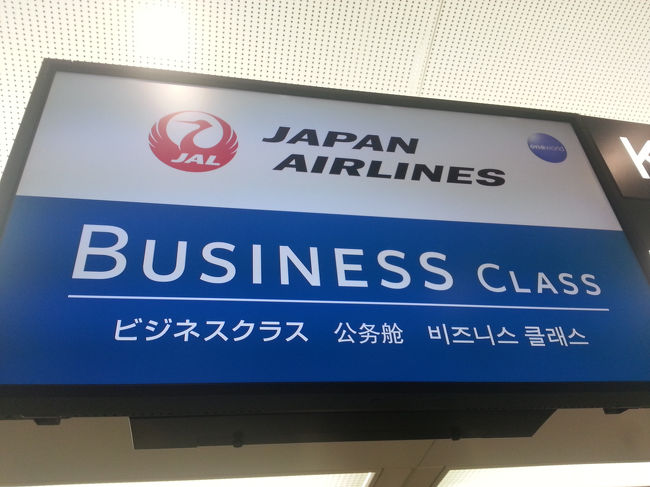 JAL
JAPAN
AIRLINES
oneworld
BUSINESS CLASS
ビジネスクラス 公务舱 비즈니스 클래스
K